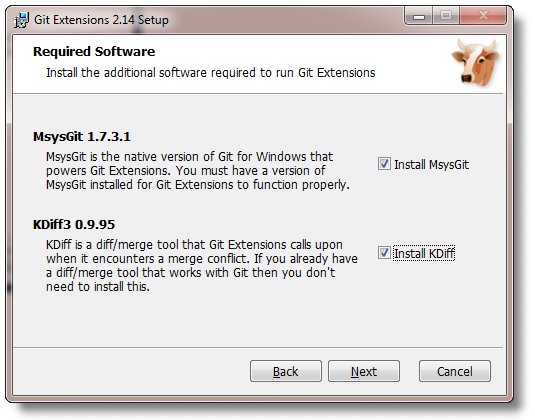 Git Extensions 2.14 Setup
Required Software
Install the additional software required to run Git Extensions
MsysGit 1.7.3.1
MsysGit is the native version of Git for Windows that
powers Git Extensions. You must have a version of
MsysGit installed for Git Extensions to function properly.
Install MsysGit
KDiff3 0.9.95
KDiff is a diff/merge tool that Git Extensions calls upon
when it encounters a merge conflict. If you already have
a diff/merge tool that works with Git then you don't
need to install this.
Install KDiff
Back
Next
Cancel